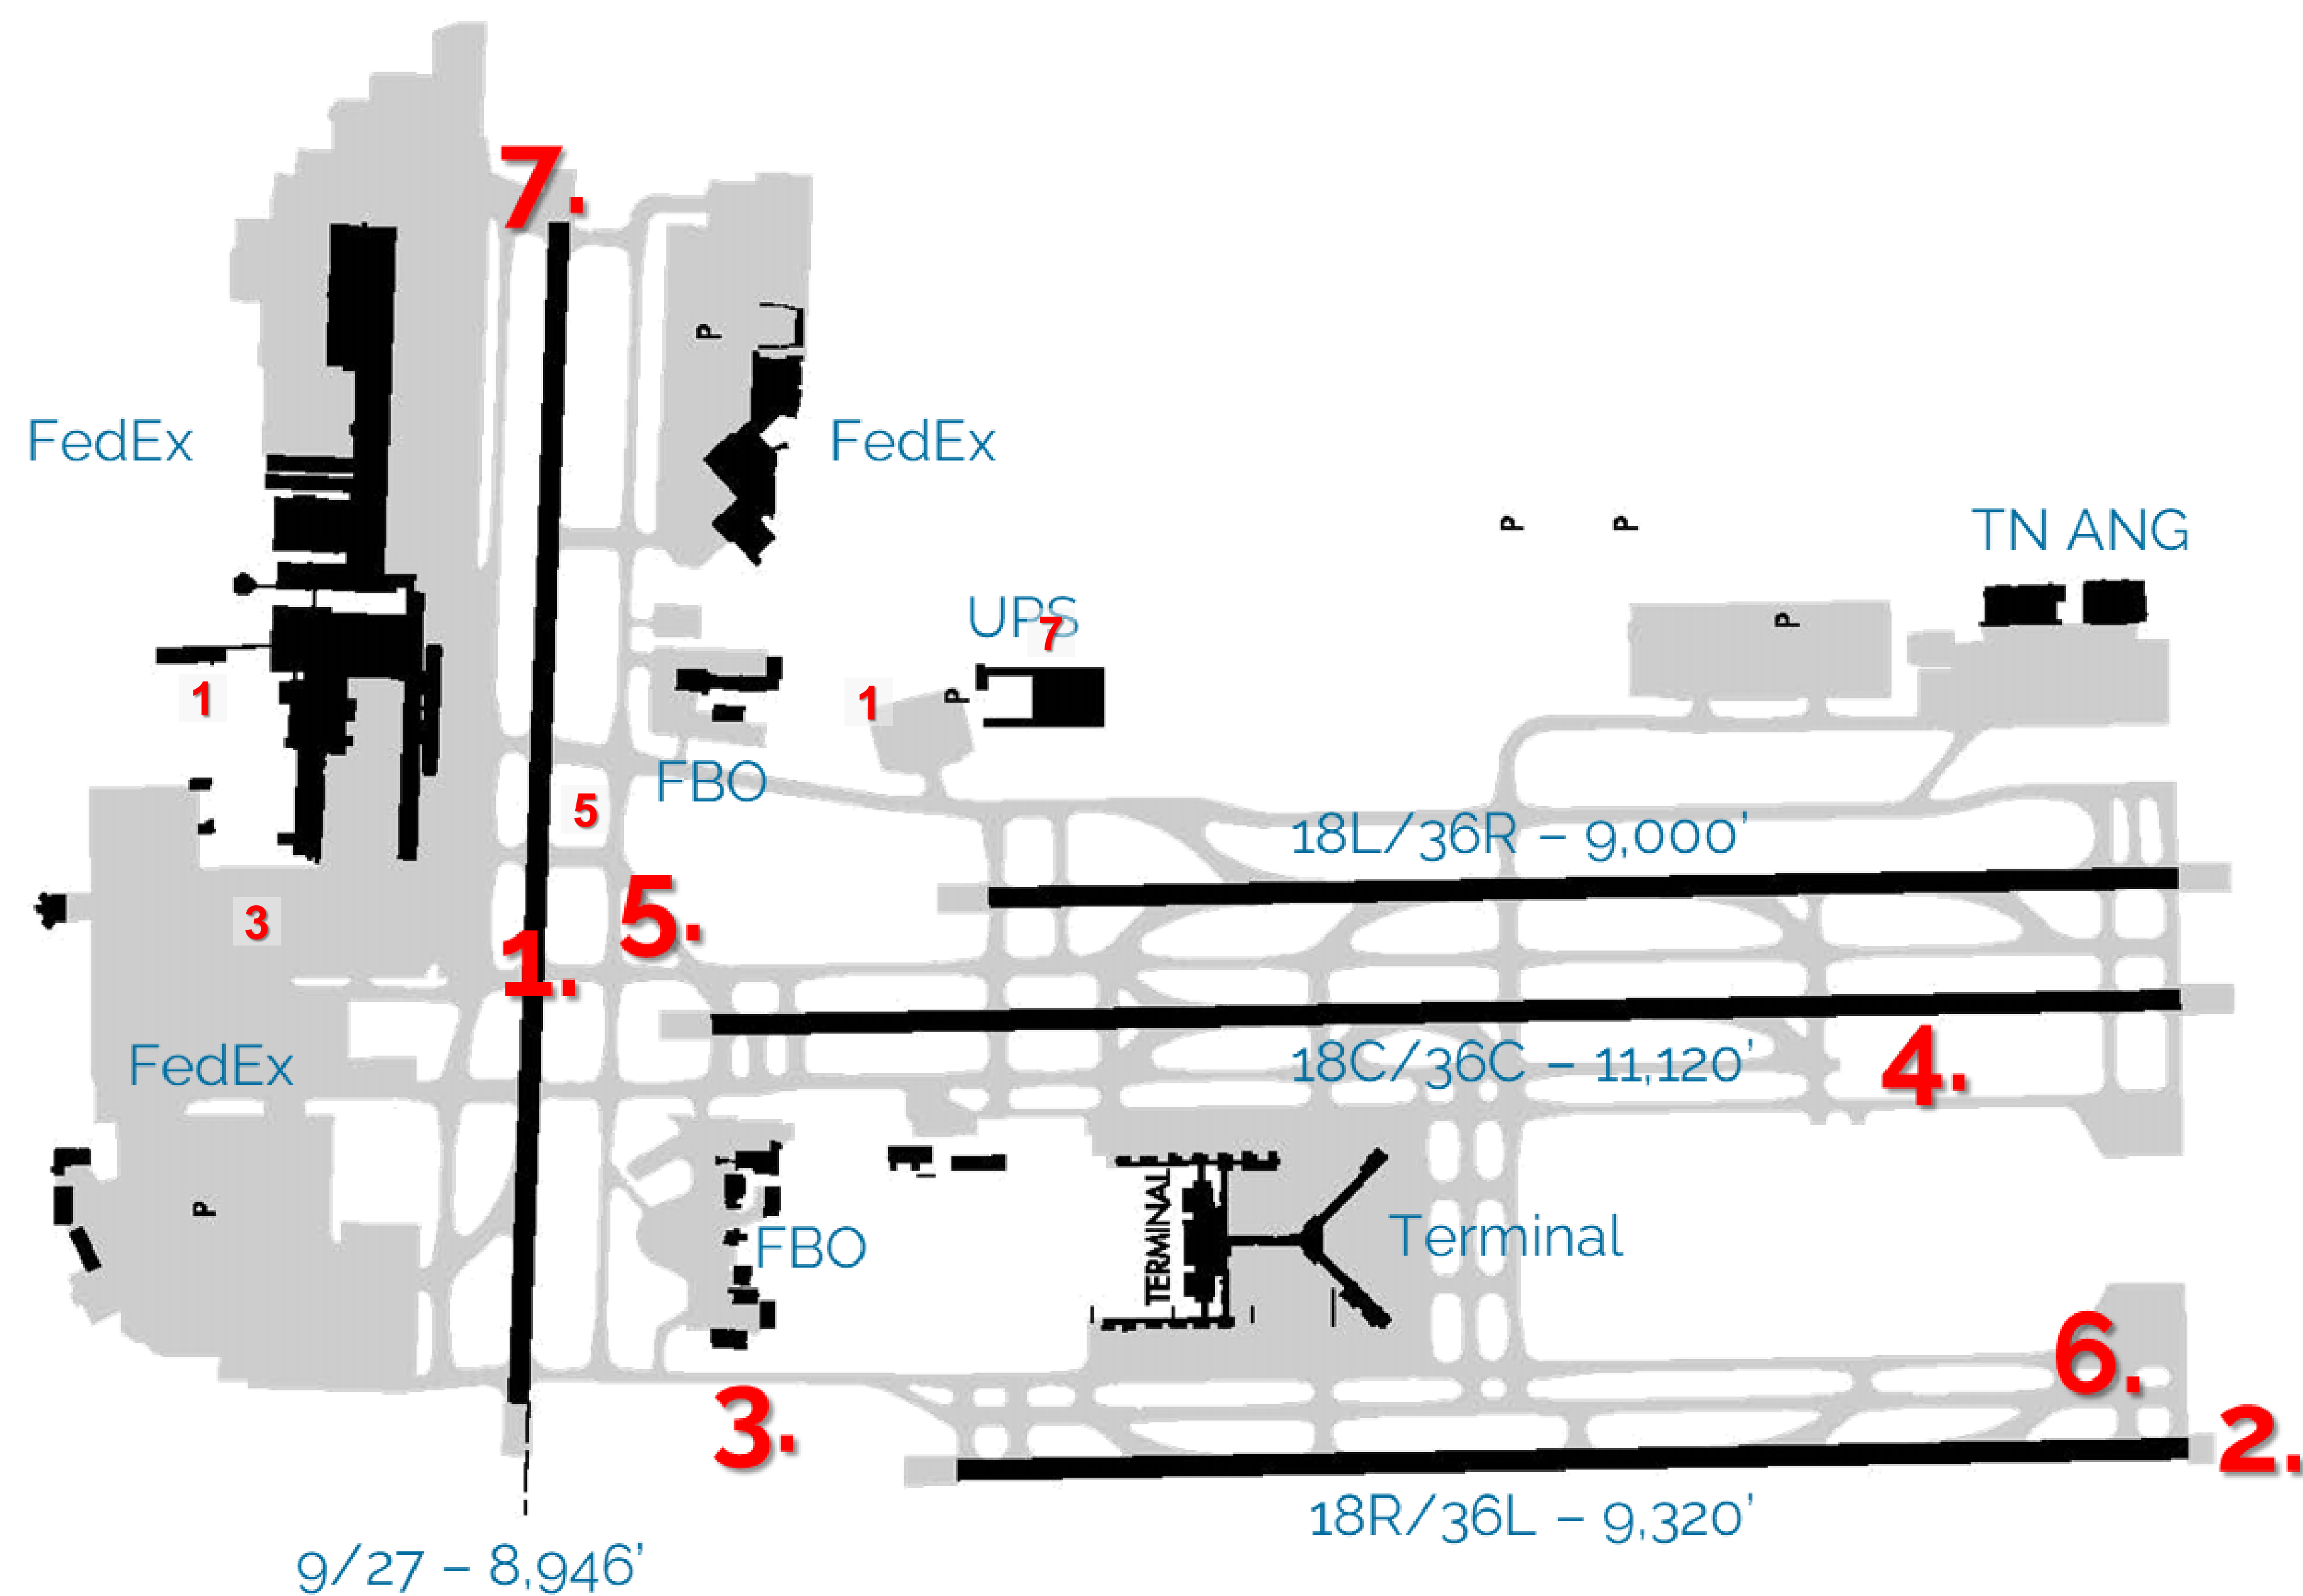 7.
P
FedEx
FedEx
P
P
TN ANG
UPS
7
P
1
1
P
FBO
5
18L/36R – 9,000’
5.
3
1.
FedEx
18C/36C – 11,120’
4.
P
TERMINAL
FBO
Terminal
6.
3.
2.
18R/36L – 9,320’
9/27 – 8,946’